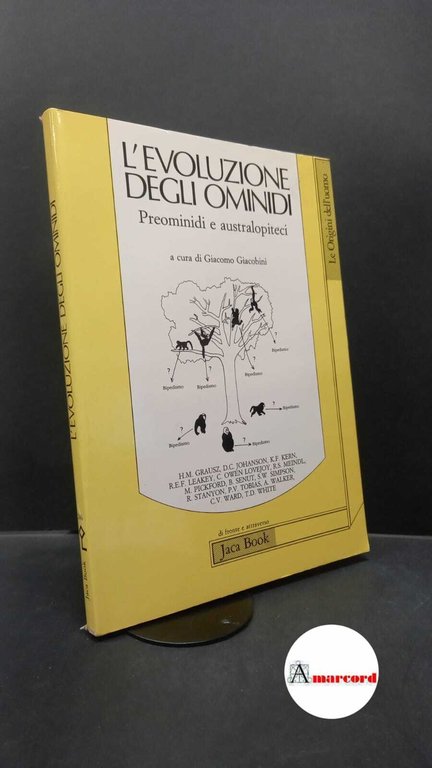 L'EVOLUZIONE
DEGLI OMINIDI
Preominidi e australopiteci
a cura di Giacomo Giacobini
?
Bipedismo
?
Bipedismo
?
Bipedismo
?
Bipedismo
?
Bipedismo
?
Bipedismo
?
Bipedismo
H.M. GRAUSZ, D.C. JOHANSON, K.F. KERN,
R.E.F. LEAKEY, C. OWEN LOVEJOY, R.S. MEINDL,
M. PICKFORD, B. SENUT, S.W. SIMPSON,
R. STANYON, P.V. TOBIAS, A. WALKER,
C.V. WARD, T.D. WHITE
di fronte e attraverso
Jaca Book
Le Origini dell'uomo
L'EVOLUZIONE DEGLI OMINIDI
Jaca Book
Amarcord